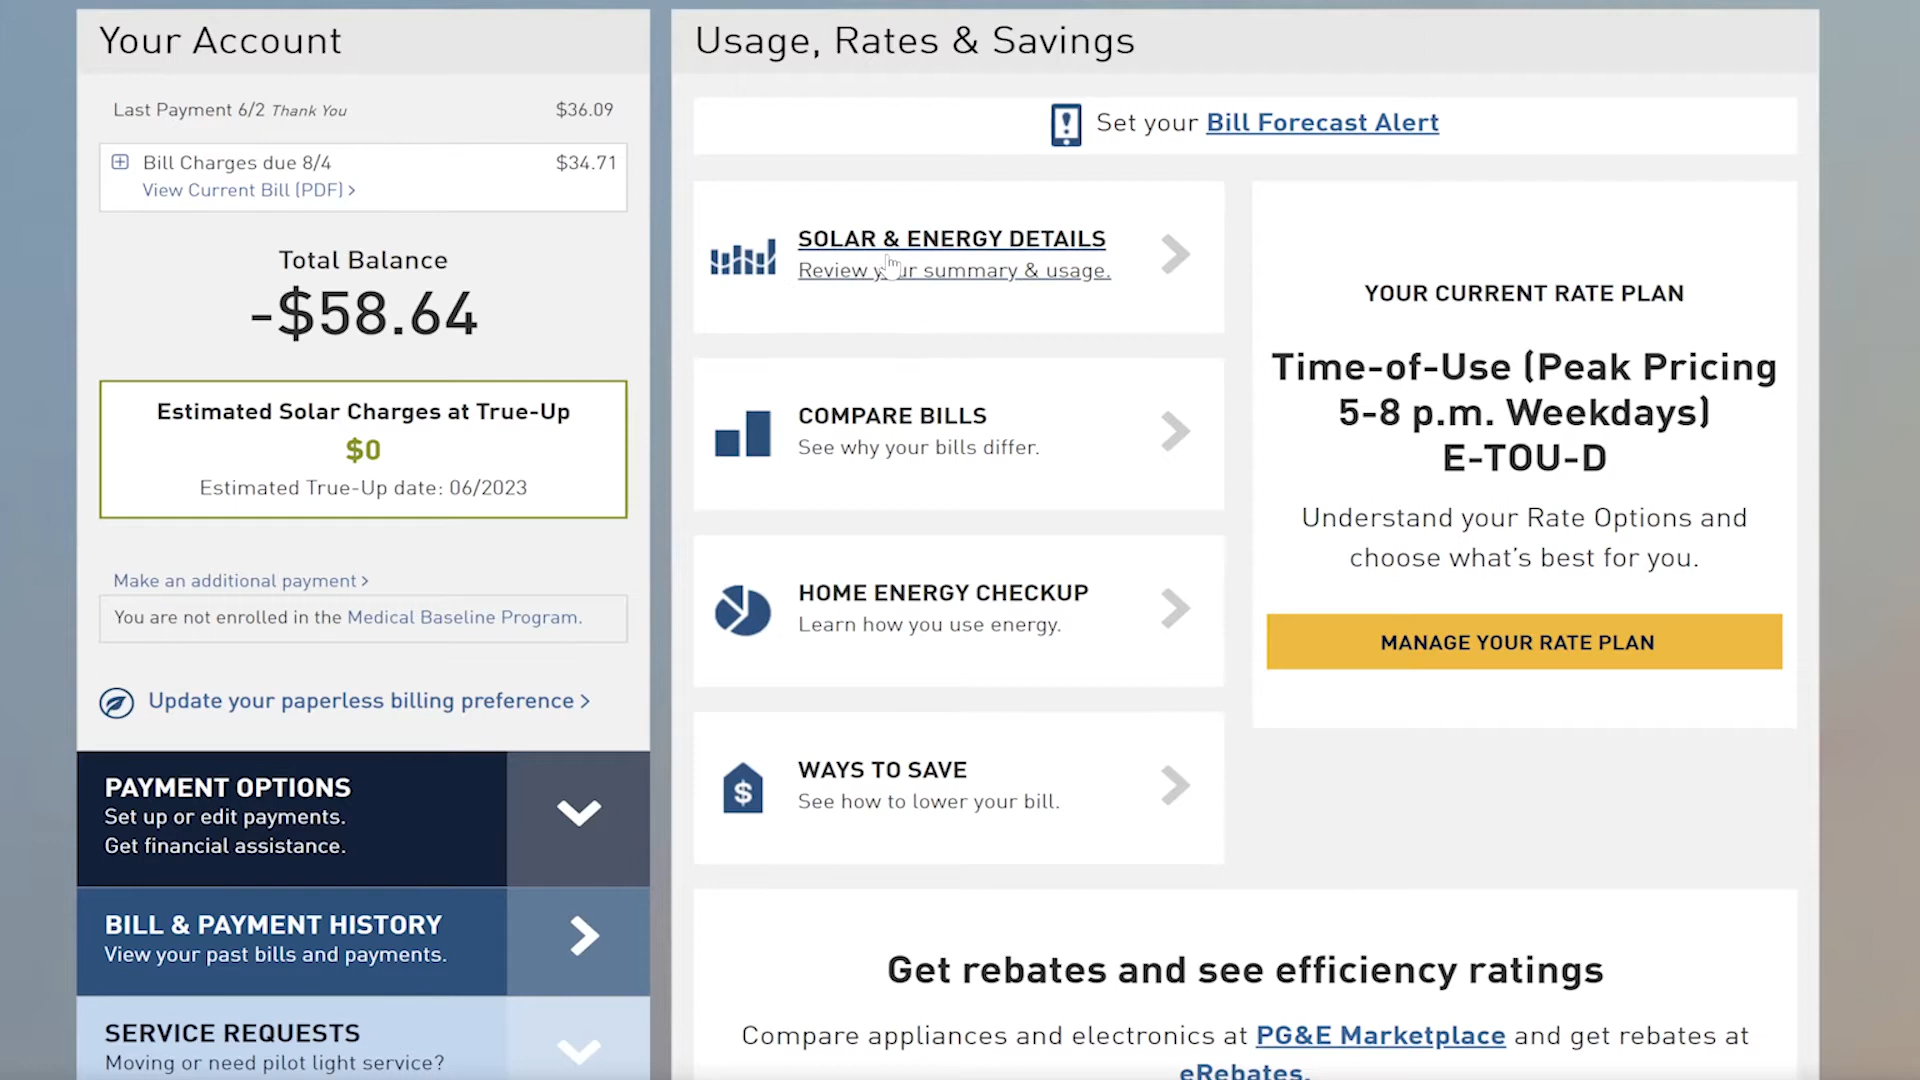 Your Account
Last Payment 6/2 Thank You $36.09
Bill Charges due 8/4 $34.71
View Current Bill (PDF) >
Total Balance
-$58.64
Estimated Solar Charges at True-Up
$0
Estimated True-Up date: 06/2023
Make an additional payment >
You are not enrolled in the Medical Baseline Program.
Update your paperless billing preference >
PAYMENT OPTIONS
Set up or edit payments.
Get financial assistance.
BILL & PAYMENT HISTORY
View your past bills and payments.
SERVICE REQUESTS
Moving or need pilot light service?
Usage, Rates & Savings
Set your Bill Forecast Alert
SOLAR & ENERGY DETAILS
Review your summary & usage.
COMPARE BILLS
See why your bills differ.
HOME ENERGY CHECKUP
Learn how you use energy.
$
WAYS TO SAVE
See how to lower your bill.
YOUR CURRENT RATE PLAN
Time-of-Use (Peak Pricing
5-8 p.m. Weekdays)
E-TOU-D
Understand your Rate Options and
choose what's best for you.
MANAGE YOUR RATE PLAN
Get rebates and see efficiency ratings
Compare appliances and electronics at PG&E Marketplace and get rebates at
eRebates.